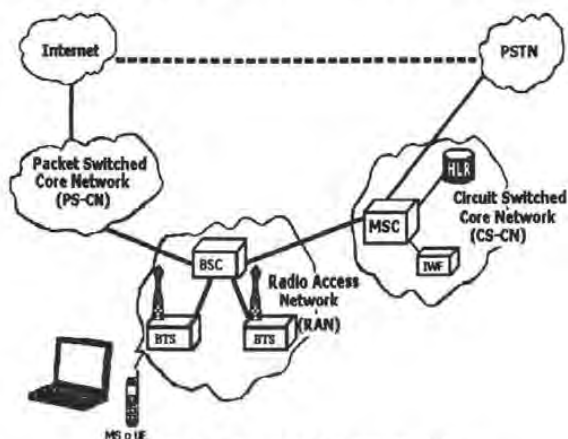 Internet
PSTN
Packet Switched
Core Network
(PS-CN)
HLR
Circuit Switched
Core Network
(CS-CN)
MSC
IWF
BSC
Radio Access
Network
(RAN)
BTS
BTS
MS o UE